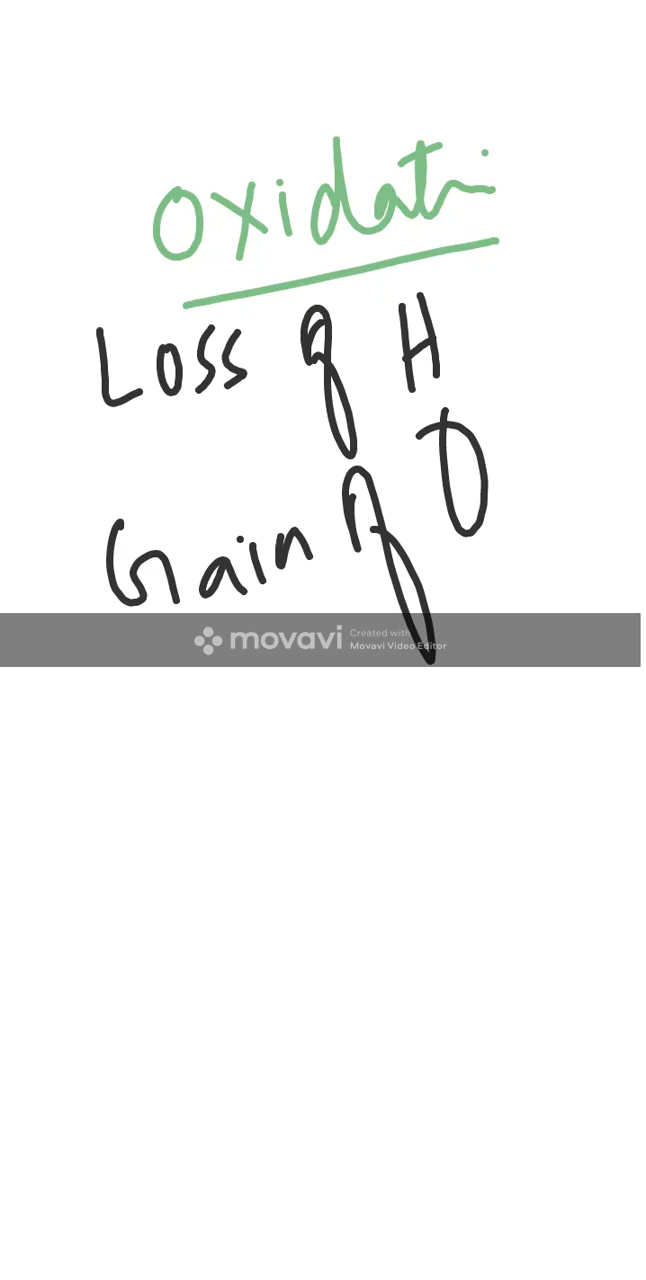 Oxidati
Loss of H
Gain of O
movavi
Created with
Movavi Video Editor